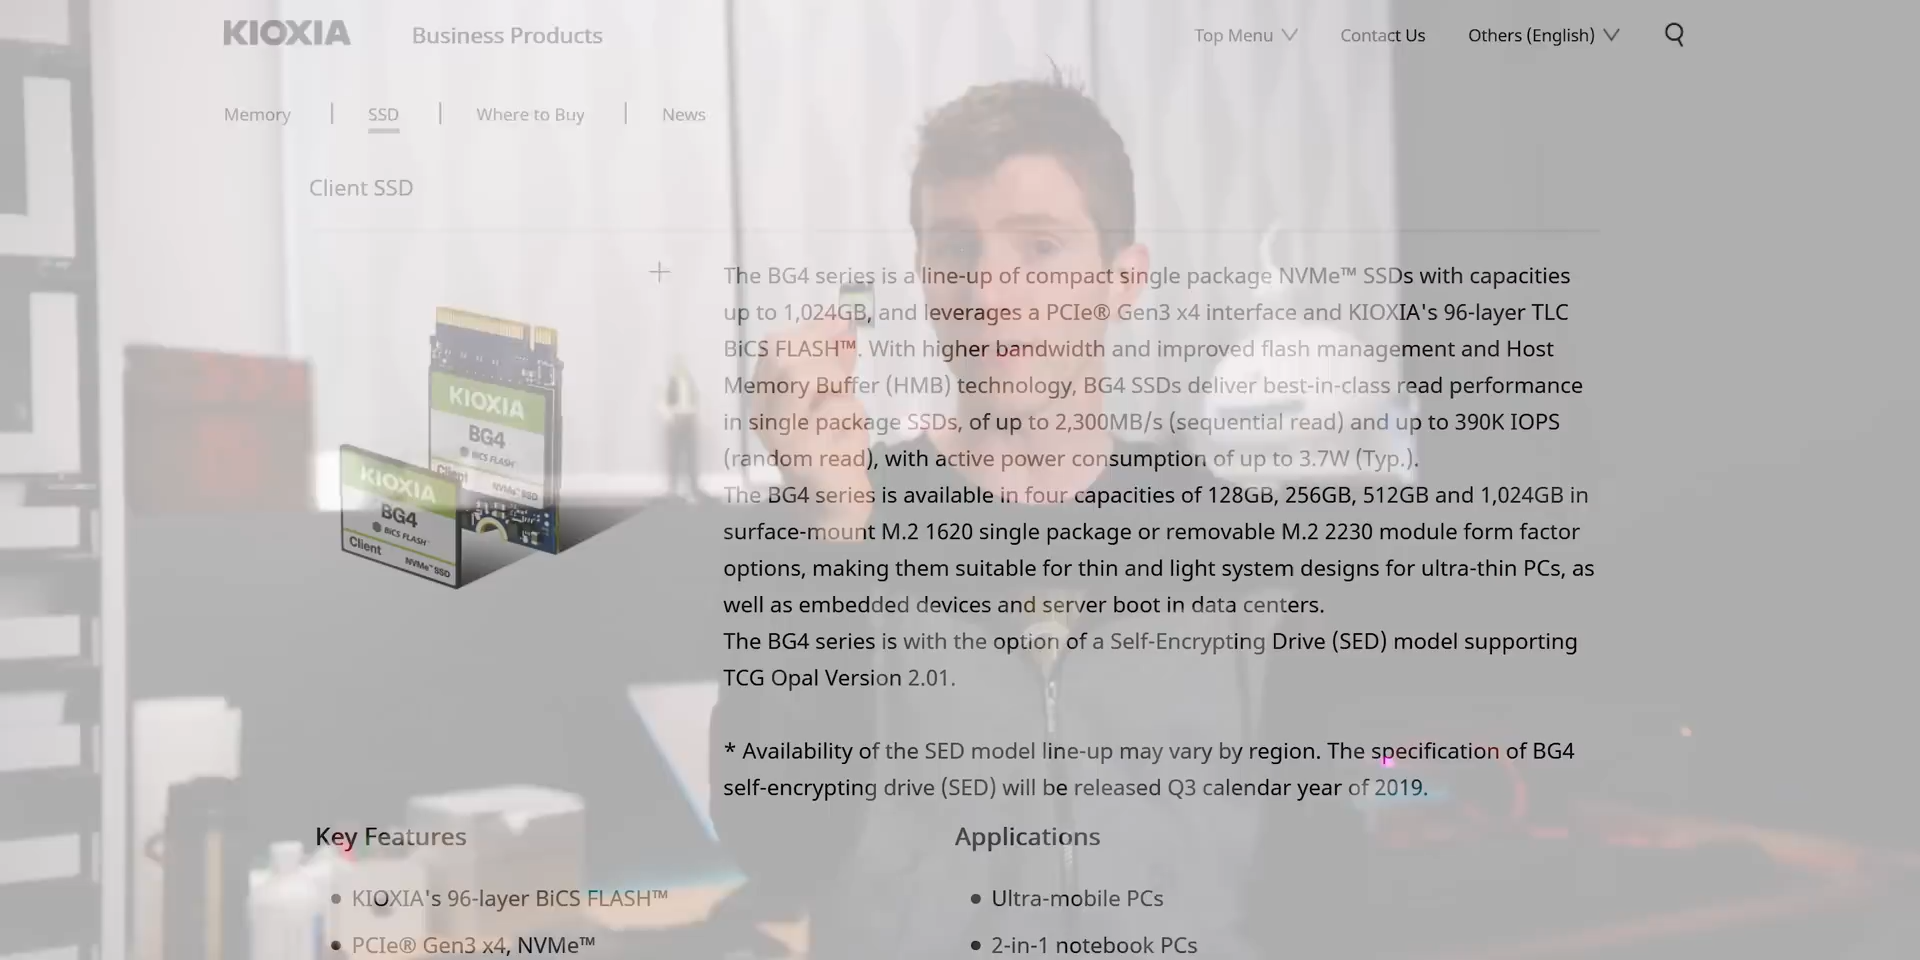 KIOXIA Business Products Top Menu Contact Us Others (English)
Memory | SSD | Where to Buy | News
Client SSD
The BG4 series is a line-up of compact single package NVMe™ SSDs with capacities
up to 1,024GB, and leverages a PCIe® Gen3 x4 interface and KIOXIA's 96-layer TLC
BiCS FLASH™. With higher bandwidth and improved flash management and Host
Memory Buffer (HMB) technology, BG4 SSDs deliver best-in-class read performance
in single package SSDs, of up to 2,300MB/s (sequential read) and up to 390K IOPS
(random read), with active power consumption of up to 3.7W (Typ.).
The BG4 series is available in four capacities of 128GB, 256GB, 512GB and 1,024GB in
surface-mount M.2 1620 single package or removable M.2 2230 module form factor
options, making them suitable for thin and light system designs for ultra-thin PCs, as
well as embedded devices and server boot in data centers.
The BG4 series is with the option of a Self-Encrypting Drive (SED) model supporting
TCG Opal Version 2.01.
* Availability of the SED model line-up may vary by region. The specification of BG4
self-encrypting drive (SED) will be released Q3 calendar year of 2019.
KIOXIA
BG4
BiCS FLASH™
Client
NVMe™ SSD
KIOXIA
BG4
BiCS FLASH™
Client
NVMe™ SSD
Key Features
• KIOXIA's 96-layer BiCS FLASH™
• PCIe® Gen3 x4, NVMe™
Applications
• Ultra-mobile PCs
• 2-in-1 notebook PCs